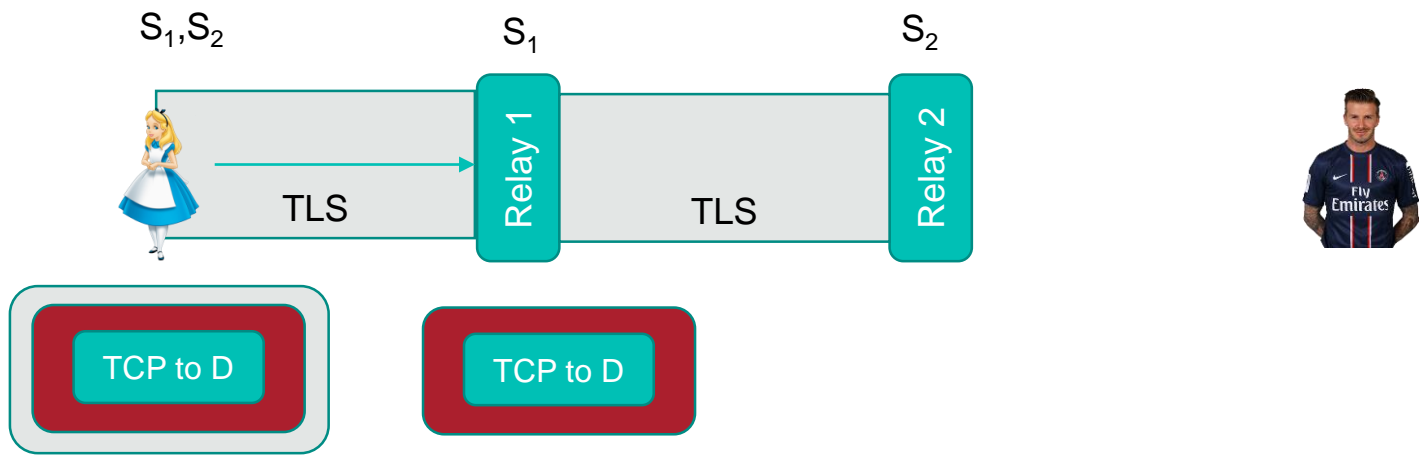 S₁,S₂
S₁
S₂
TLS
Relay 1
TLS
Relay 2
Fly
Emirates
TCP to D
TCP to D